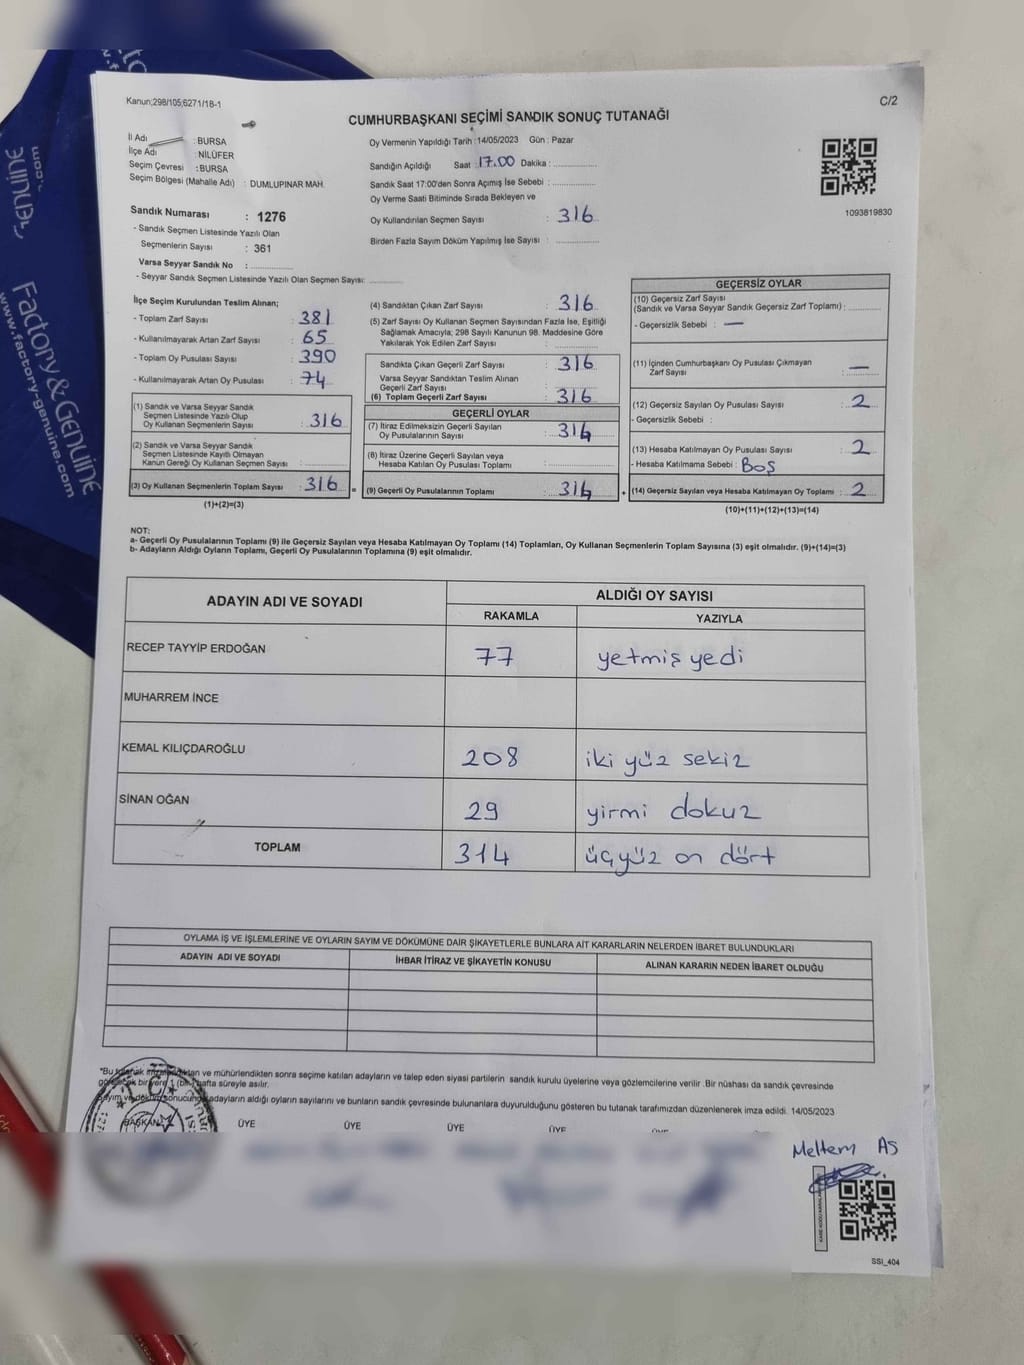 Kanun;298/105;6271/18-1
C/2
CUMHURBAŞKANI SEÇİMİ SANDIK SONUÇ TUTANAĞI
İl Adı : BURSA
İlçe Adı : NİLÜFER
Seçim Çevresi : BURSA
Seçim Bölgesi (Mahalle Adı) : DUMLUPINAR MAH.
Sandık Numarası : 1276
- Sandık Seçmen Listesinde Yazılı Olan
Seçmenlerin Sayısı : 361
Varsa Seyyar Sandık No :
- Seyyar Sandık Seçmen Listesinde Yazılı Olan Seçmen Sayısı:
Oy Vermenin Yapıldığı Tarih : 14/05/2023 Gün : Pazar
Sandığın Açıldığı Saat : 17.00 Dakika :
Sandık Saat 17:00'den Sonra Açımış İse Sebebi :
Oy Verme Saati Bitiminde Sırada Bekleyen ve
Oy Kullandırılan Seçmen Sayısı : 316
Birden Fazla Sayım Döküm Yapılmış İse Sayısı :
1093819830
İlçe Seçim Kurulundan Teslim Alınan;
- Toplam Zarf Sayısı : 381
- Kullanılmayarak Artan Zarf Sayısı : 65
- Toplam Oy Pusulası Sayısı : 390
- Kullanılmayarak Artan Oy Pusulası : 74
(1) Sandık ve Varsa Seyyar Sandık
Seçmen Listesinde Yazılı Olup
Oy Kullanan Seçmenlerin Sayısı : 316
(2) Sandık ve Varsa Seyyar Sandık
Seçmen Listesinde Kayıtlı Olmayan
Kanun Gereği Oy Kullanan Seçmen Sayısı :
(3) Oy Kullanan Seçmenlerin Toplam Sayısı : 316 =
(1)+(2)=(3)
(4) Sandıktan Çıkan Zarf Sayısı : 316
(5) Zarf Sayısı Oy Kullanan Seçmen Sayısından Fazla İse, Eşitliği
Sağlamak Amacıyla, 298 Sayılı Kanunun 98. Maddesine Göre
Yakılarak Yok Edilen Zarf Sayısı :
Sandıkta Çıkan Geçerli Zarf Sayısı : 316
Varsa Seyyar Sandıktan Teslim Alınan
Geçerli Zarf Sayısı :
(6) Toplam Geçerli Zarf Sayısı : 316
GEÇERLİ OYLAR
(7) İtiraz Edilmeksizin Geçerli Sayılan
Oy Pusulalarının Sayısı : 314
(8) İtiraz Üzerine Geçerli Sayılan veya
Hesaba Katılan Oy Pusulası Toplamı :
(9) Geçerli Oy Pusulalarının Toplamı : 314 +
GEÇERSİZ OYLAR
(10) Geçersiz Zarf Sayısı
(Sandık ve Varsa Seyyar Sandık Geçersiz Zarf Toplamı) :
- Geçersizlik Sebebi : —
(11) İçinden Cumhurbaşkanı Oy Pusulası Çıkmayan
Zarf Sayısı : —
(12) Geçersiz Sayılan Oy Pusulası Sayısı : 2
- Geçersizlik Sebebi :
(13) Hesaba Katılmayan Oy Pusulası Sayısı : 2
- Hesaba Katılmama Sebebi : Boş
(14) Geçersiz Sayılan veya Hesaba Katılmayan Oy Toplamı : 2
(10)+(11)+(12)+(13)=(14)
NOT:
a- Geçerli Oy Pusulalarının Toplamı (9) ile Geçersiz Sayılan veya Hesaba Katılmayan Oy Toplamı (14) Toplamları, Oy Kullanan Seçmenlerin Toplam Sayısına (3) eşit olmalıdır. (9)+(14)=(3)
b- Adayların Aldığı Oyların Toplamı, Geçerli Oy Pusulalarının Toplamına (9) eşit olmalıdır.
ADAYIN ADI VE SOYADI
ALDIĞI OY SAYISI
RAKAMLA YAZIYLA
RECEP TAYYİP ERDOĞAN 77 yetmiş yedi
MUHARREM İNCE
KEMAL KILIÇDAROĞLU 208 iki yüz sekiz
SİNAN OĞAN 29 yirmi dokuz
TOPLAM 314 üçyüz on dört
OYLAMA İŞ VE İŞLEMLERİNE VE OYLARIN SAYIM VE DÖKÜMÜNE DAİR ŞİKAYETLERLE BUNLARA AİT KARARLARIN NELERDEN İBARET BULUNDUKLARI
ADAYIN ADI VE SOYADI İHBAR İTİRAZ VE ŞİKAYETİN KONUSU ALINAN KARARIN NEDEN İBARET OLDUĞU
*Bu ve mühürlendikten sonra seçime katılan adayların ve talep eden siyasi partilerin sandık kurulu üyelerine veya gözlemcilerine verilir. Bir nüshası da sandık çevresinde
bir yere 1 (bir) hafta süreyle asılır.
adayların aldığı oyların sayılarını ve bunların sandık çevresinde bulunanlara duyurulduğunu gösteren bu tutanak tarafımızdan düzenlenerek imza edildi. 14/05/2023
BAŞKAN ÜYE ÜYE ÜYE ÜYE
T.C.
Meltem AS
SSI_404
Factory&Genuine
www.factory-genuine.com